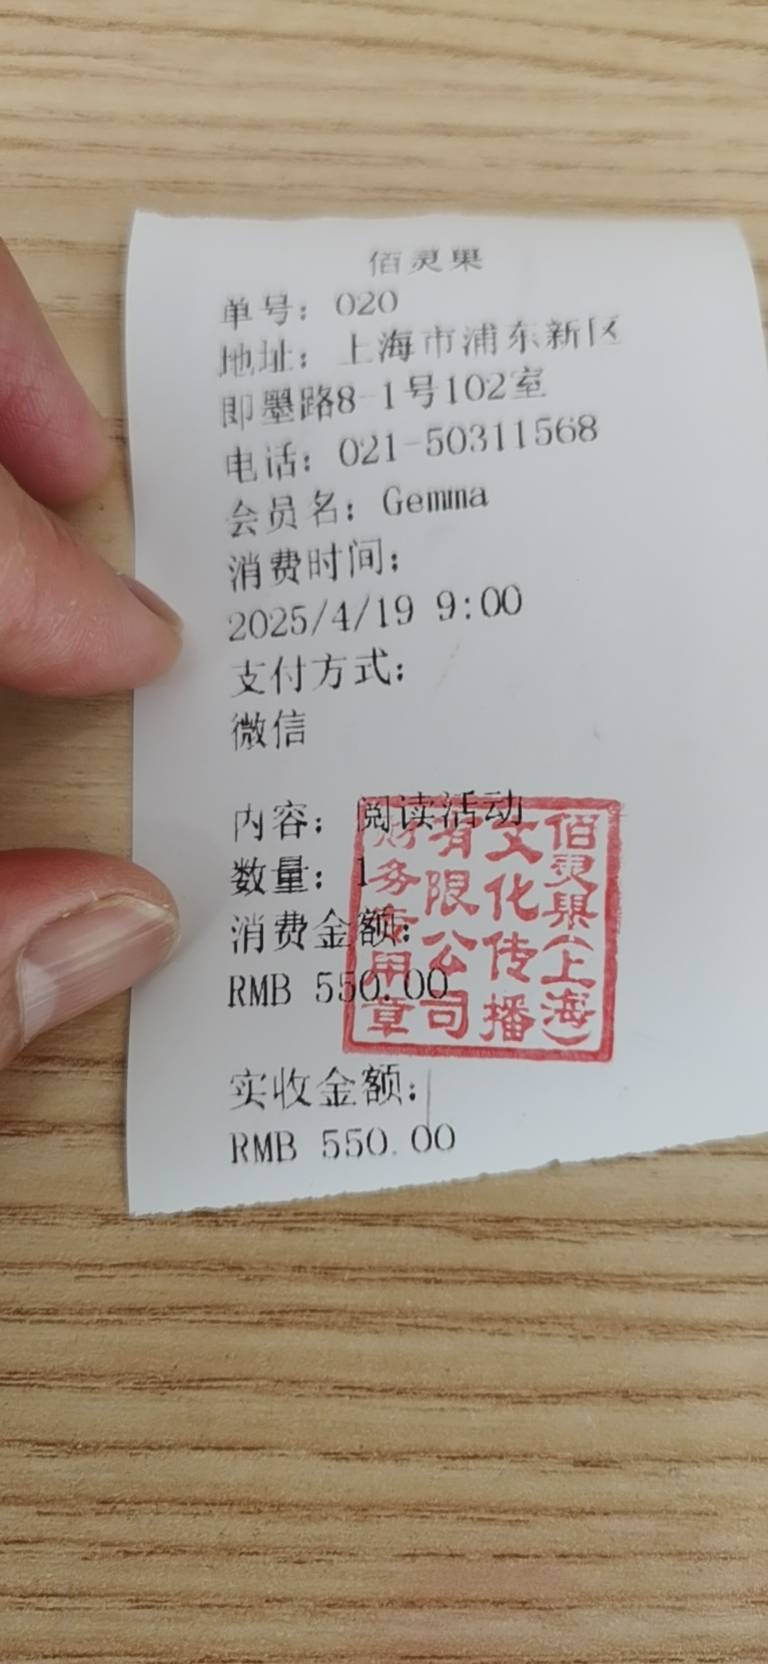 佰灵果
单号：020
地址：上海市浦东新区
即墨路8-1号102室
电话：021-50311568
会员名：Gemma
消费时间：
2025/4/19 9:00
支付方式：
微信
内容：阅读活动
数量：1
消费金额：
RMB 550.00
实收金额：
RMB 550.00
佰灵果（上海）
文化传播
有限公司
财务专用章